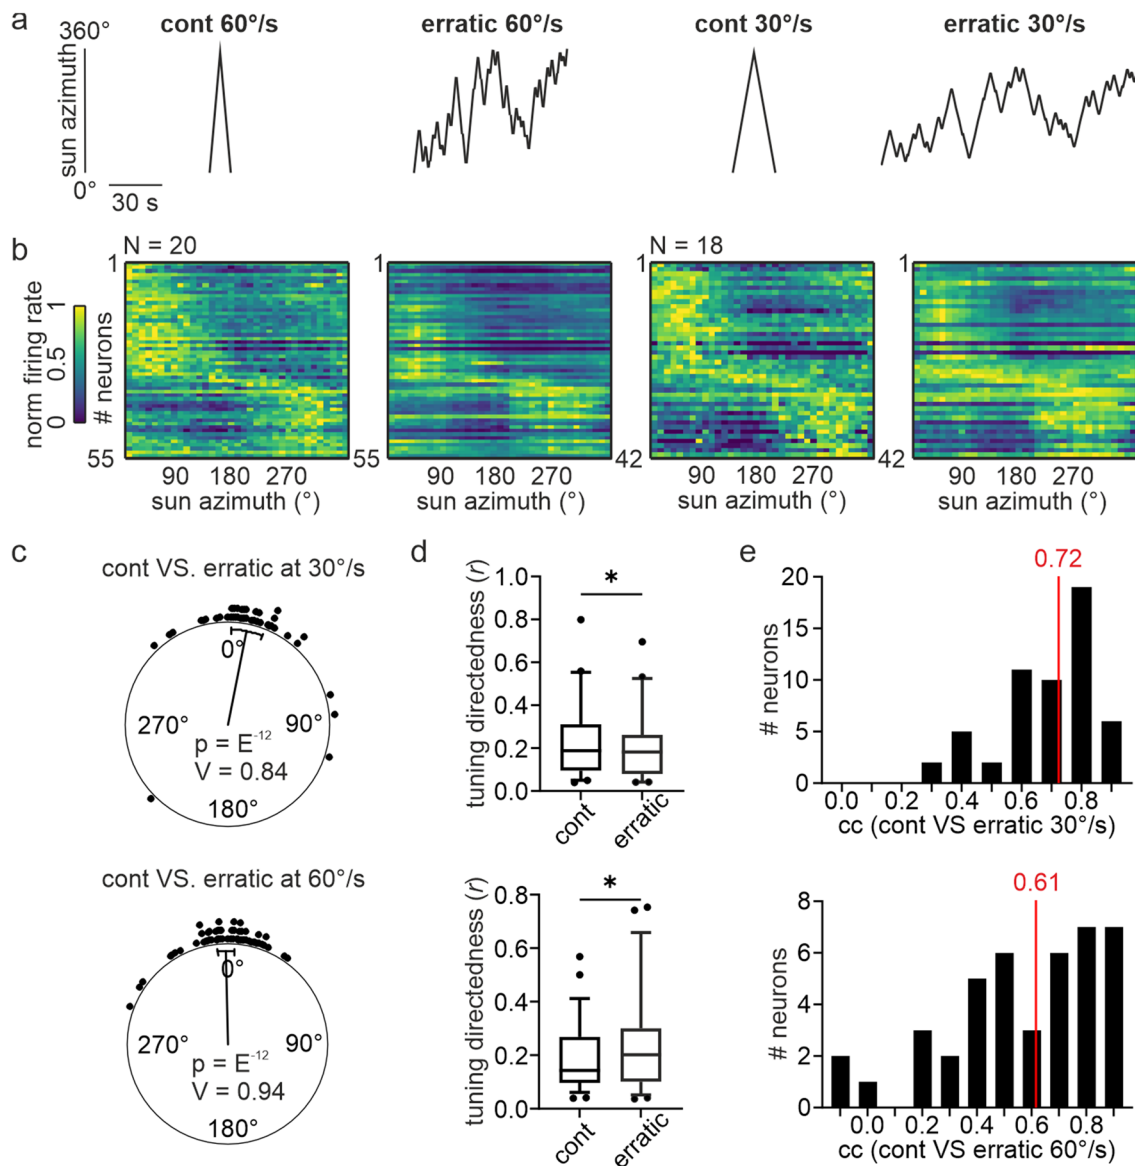 a
cont 60°/s
erratic 60°/s
cont 30°/s
erratic 30°/s
360°
sun azimuth
0°
30 s
b
N = 20
N = 18
norm firing rate
0 0.5 1
# neurons
1
55
1
55
1
42
1
42
90 180 270
90 180 270
90 180 270
90 180 270
sun azimuth (°)
sun azimuth (°)
sun azimuth (°)
sun azimuth (°)
c
cont VS. erratic at 30°/s
0°
270°
90°
p = E⁻¹²
V = 0.84
180°
cont VS. erratic at 60°/s
0°
270°
90°
p = E⁻¹²
V = 0.94
180°
d
tuning directedness (r)
1.0
0.8
0.6
0.4
0.2
0.0
*
cont
erratic
tuning directedness (r)
0.8
0.6
0.4
0.2
0.0
*
cont
erratic
e
0.72
# neurons
20
15
10
5
0
0.0 0.2 0.4 0.6 0.8
cc (cont VS erratic 30°/s)
0.61
# neurons
8
6
4
2
0
0.0 0.2 0.4 0.6 0.8
cc (cont VS erratic 60°/s)